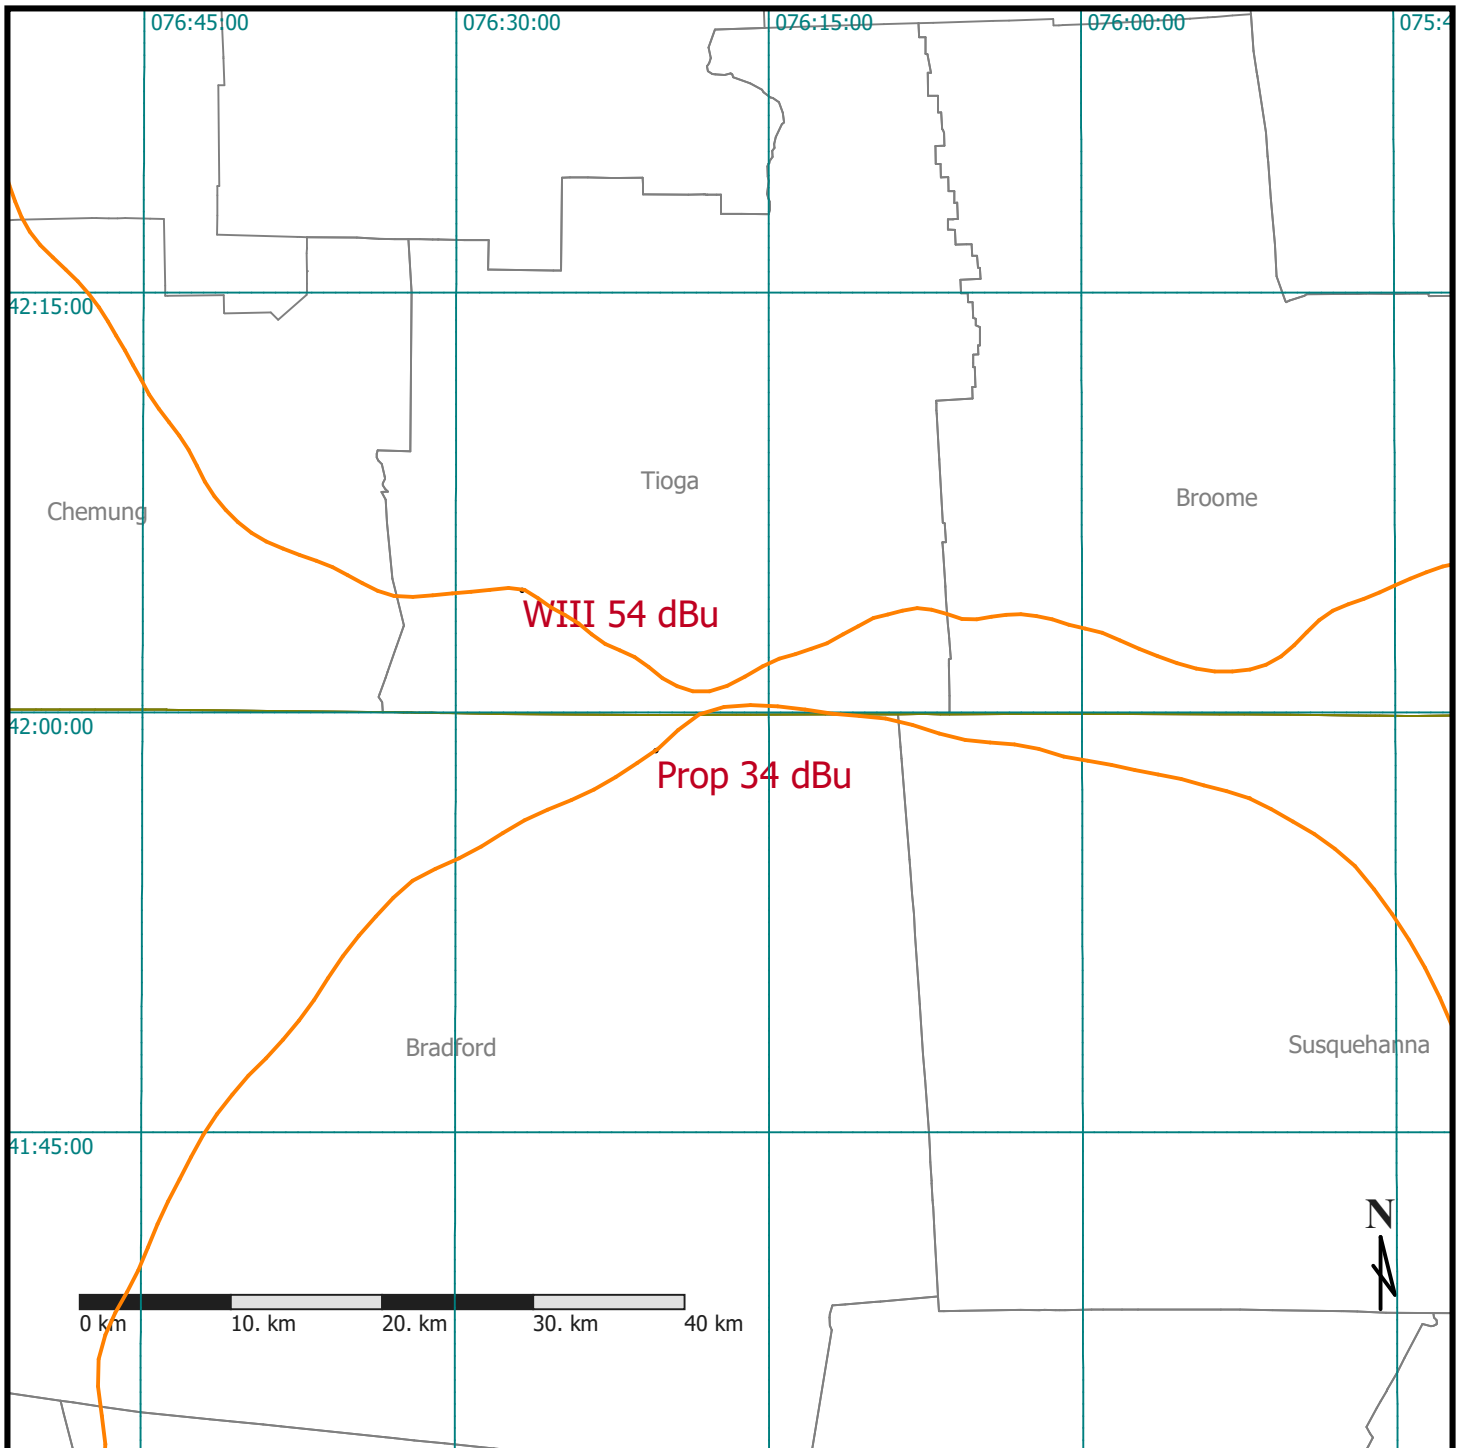 076:45:00
076:30:00
076:15:00
076:00:00
075:4
42:15:00
Tioga
Broome
Chemung
WIII 54 dBu
42:00:00
Prop 34 dBu
Bradford
Susquehanna
41:45:00
N
0 km
10. km
20. km
30. km
40 km